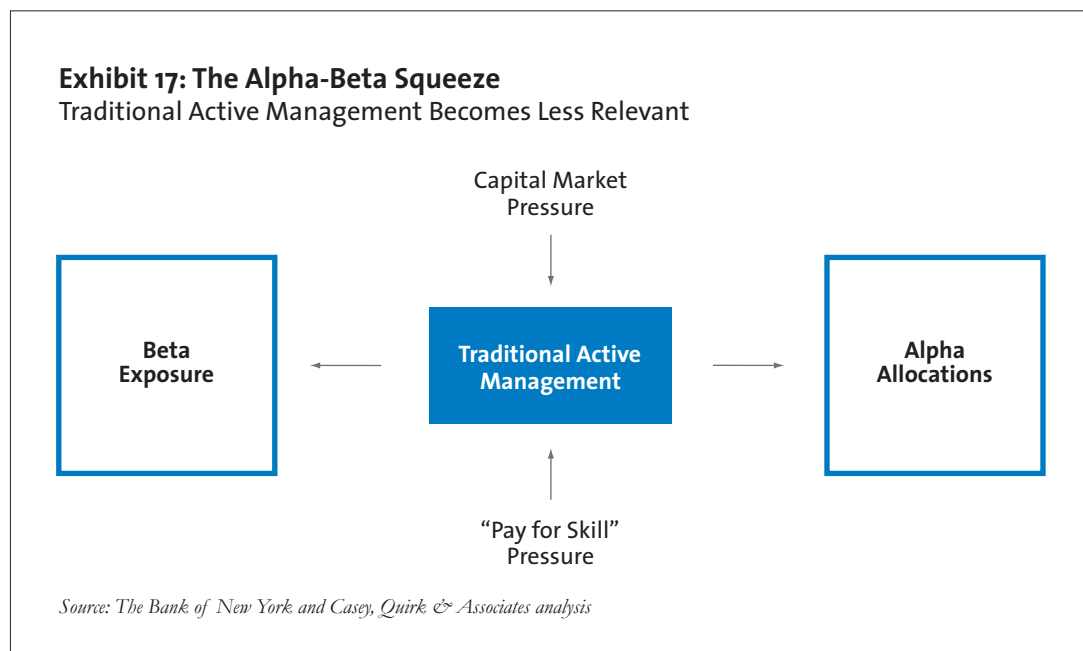 Exhibit 17: The Alpha-Beta Squeeze
Traditional Active Management Becomes Less Relevant
Capital Market
Pressure
Beta
Exposure
Traditional Active
Management
Alpha
Allocations
“Pay for Skill”
Pressure
Source: The Bank of New York and Casey, Quirk & Associates analysis